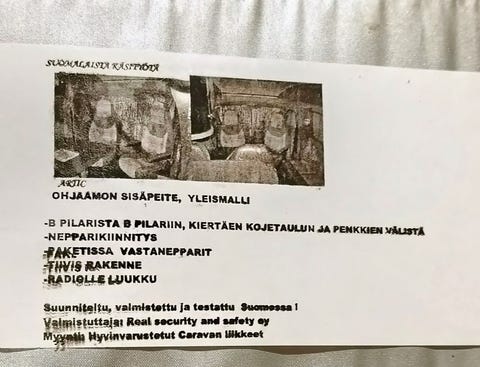 SUOMALAISTA KÄSITYÖTÄ
ARTIC
OHJAAMON SISÄPEITE, YLEISMALLI
-B PILARISTA B PILARIIN, KIERTÄEN KOJETAULUN JA PENKKIEN VÄLISTÄ
-NEPPARIKIINNITYS
-PAKETISSA VASTANEPPARIT
-TIIVIS RAKENNE
-RADIOLLE LUUKKU
Suunniteltu, valmistettu ja testattu Suomessa !
Valmistuttaja: Real security and safety oy
Myynti: Hyvinvarustetut Caravan liikkeet